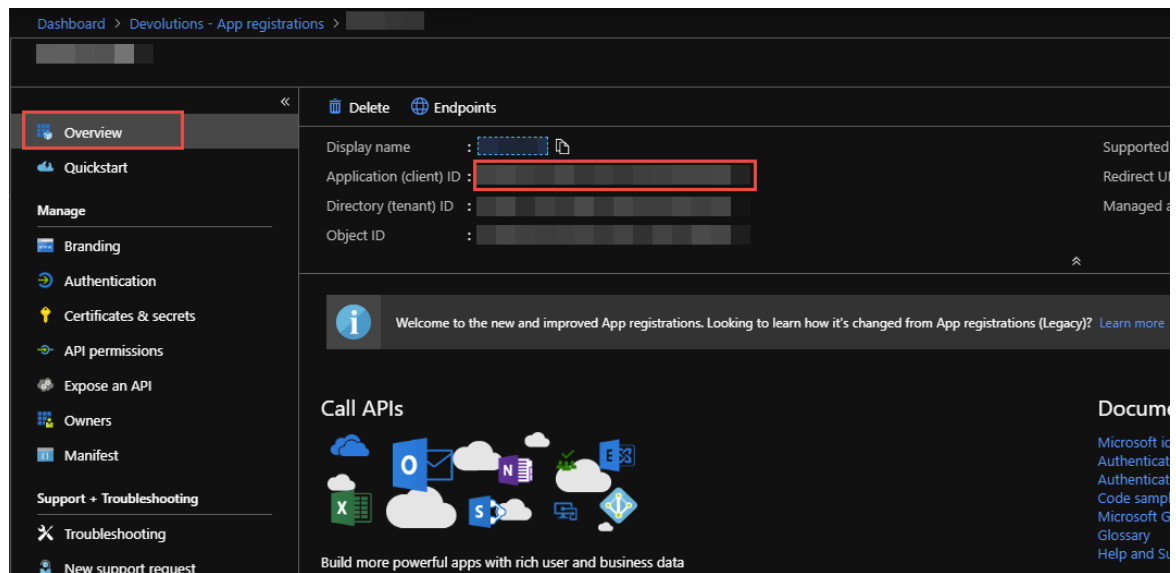 Dashboard > Devolutions - App registrations >
«
Delete Endpoints
Overview
Quickstart
Manage
Branding
Authentication
Certificates & secrets
API permissions
Expose an API
Owners
Manifest
Support + Troubleshooting
Troubleshooting
New support request
Display name :
Application (client) ID :
Directory (tenant) ID :
Object ID :
Supported
Redirect U
Managed a
i Welcome to the new and improved App registrations. Looking to learn how it's changed from App registrations (Legacy)? Learn more
Call APIs
O
N
E
X
S
Build more powerful apps with rich user and business data
Docume
Microsoft ic
Authenticat
Authenticat
Code sampl
Microsoft G
Glossary
Help and Su